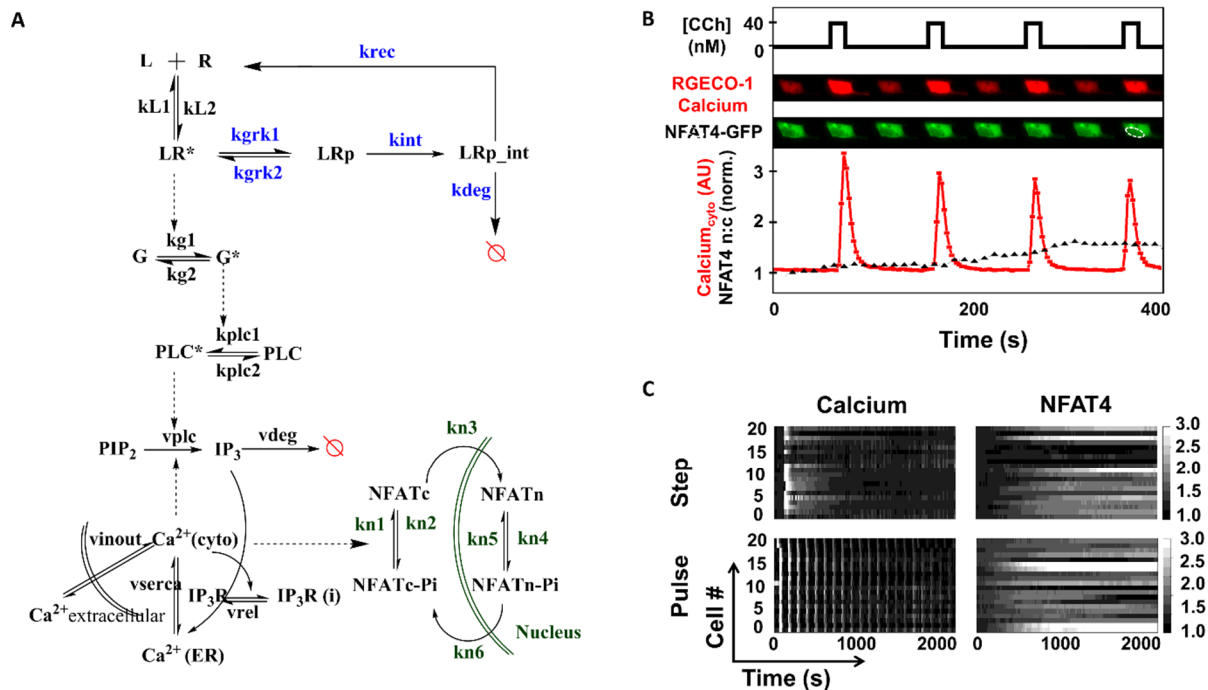 A
L + R
krec
kL1 kL2
LR*
kgrk1
kgrk2
LRp
kint
LRp_int
kdeg
kg1
G G*
kg2
kplc1
PLC* PLC
kplc2
PIP2 vplc IP3 vdeg
kn3
NFATc NFATn
kn1 kn2 kn5 kn4
vinout Ca2+(cyto)
NFATc-Pi NFATn-Pi
vserca IP3R IP3R (i)
vrel
Ca2+ extracellular
Nucleus
kn6
Ca2+ (ER)
B
[CCh]
(nM)
40
0
RGECO-1
Calcium
NFAT4-GFP
Calciumcyto (AU)
NFAT4 n:c (norm.)
3
2
1
0 200 400
Time (s)
C
Calcium NFAT4
Step
20
15
10
5
0
3.0
2.5
2.0
1.5
1.0
Pulse
Cell #
20
15
10
5
0
3.0
2.5
2.0
1.5
1.0
0 1000 2000 0 1000 2000
Time (s)